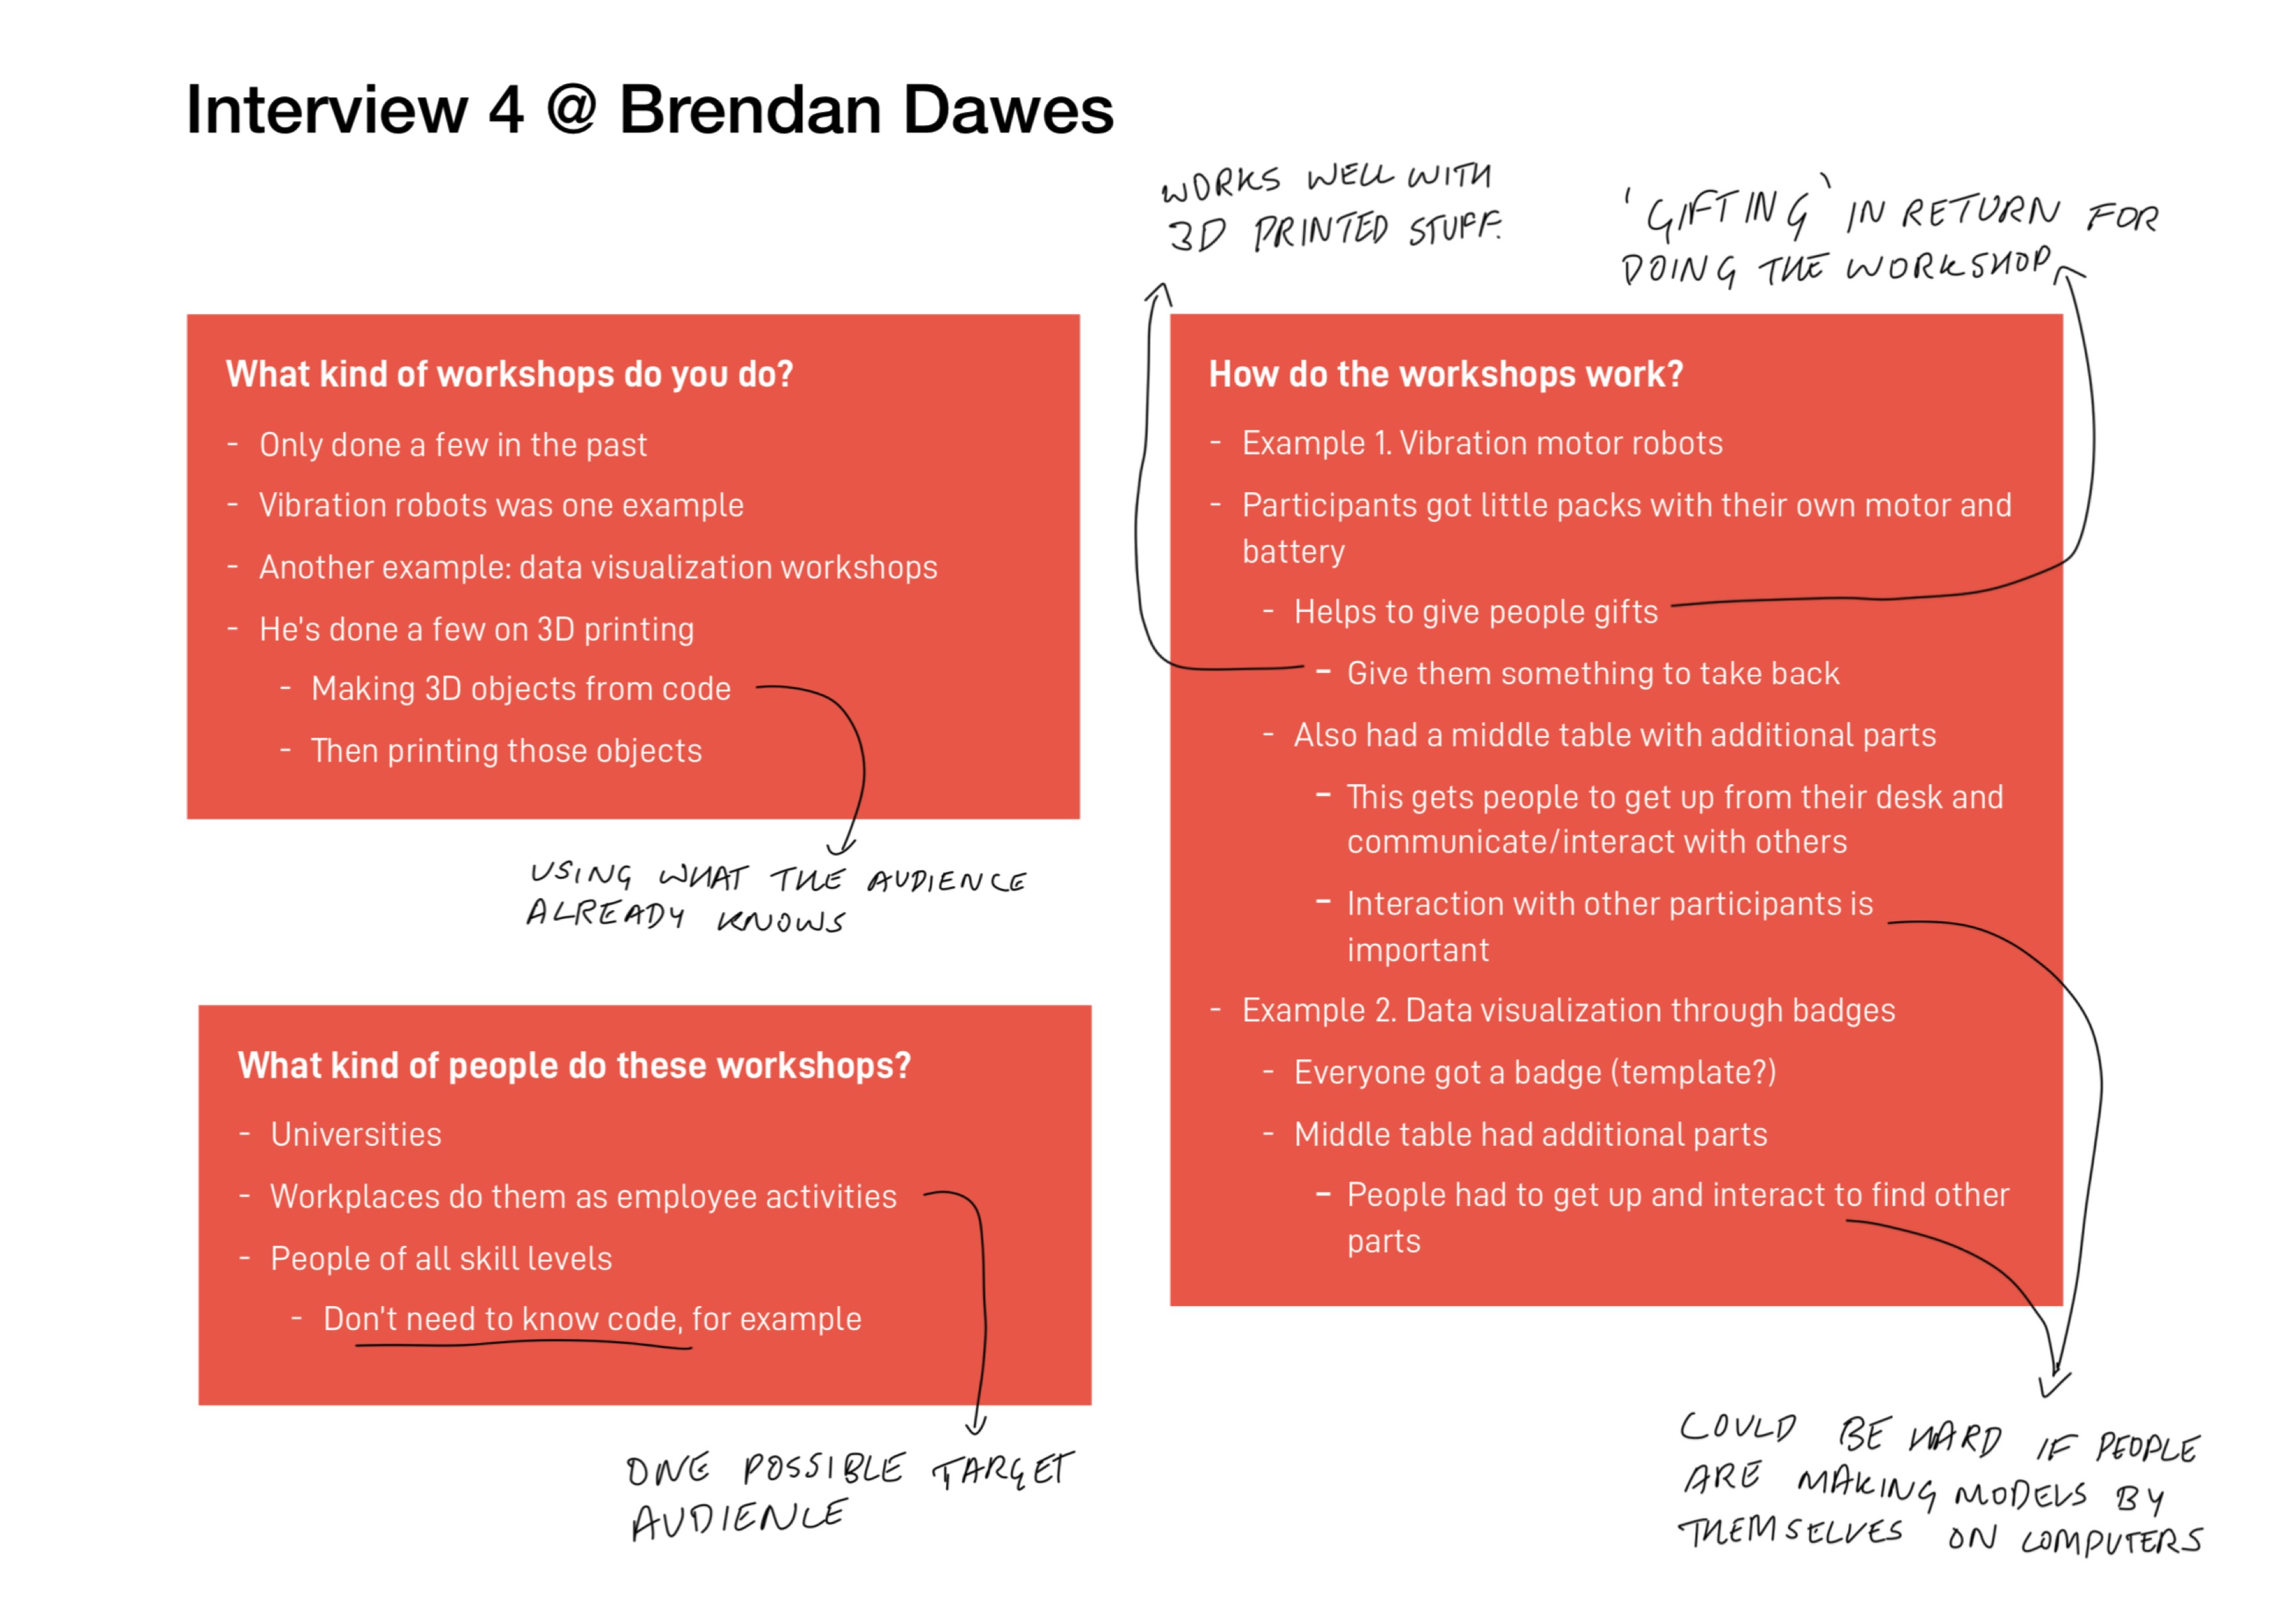 Interview 4 @ Brendan Dawes
WORKS WELL WITH
3D PRINTED STUFF.
'GIFTING' IN RETURN FOR
DOING THE WORKSHOP
What kind of workshops do you do?
- Only done a few in the past
- Vibration robots was one example
- Another example: data visualization workshops
- He's done a few on 3D printing
- Making 3D objects from code
- Then printing those objects
USING WHAT THE AUDIENCE
ALREADY KNOWS
What kind of people do these workshops?
- Universities
- Workplaces do them as employee activities
- People of all skill levels
- Don't need to know code, for example
ONE POSSIBLE TARGET
AUDIENCE
How do the workshops work?
- Example 1. Vibration motor robots
- Participants got little packs with their own motor and
battery
- Helps to give people gifts
- Give them something to take back
- Also had a middle table with additional parts
- This gets people to get up from their desk and
communicate/interact with others
- Interaction with other participants is
important
- Example 2. Data visualization through badges
- Everyone got a badge (template?)
- Middle table had additional parts
- People had to get up and interact to find other
parts
COULD BE HARD IF PEOPLE
ARE MAKING MODELS BY
THEMSELVES ON COMPUTERS